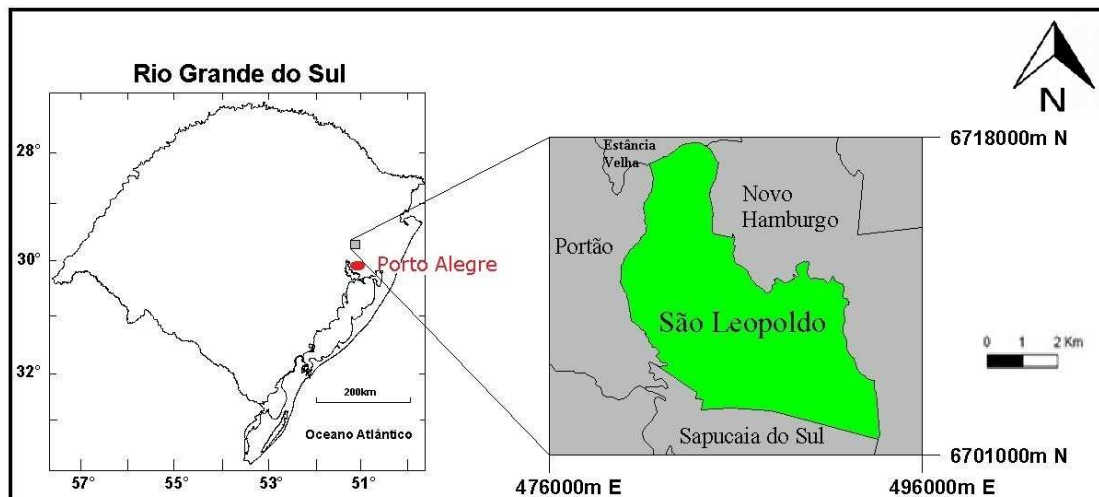 Rio Grande do Sul
N
28°
30°
32°
57°
55°
53°
51°
Porto Alegre
200km
Oceano Atlântico
Estância
Velha
Novo
Hamburgo
Portão
São Leopoldo
Sapucaia do Sul
6718000m N
6701000m N
476000m E
496000m E
0 1 2 Km